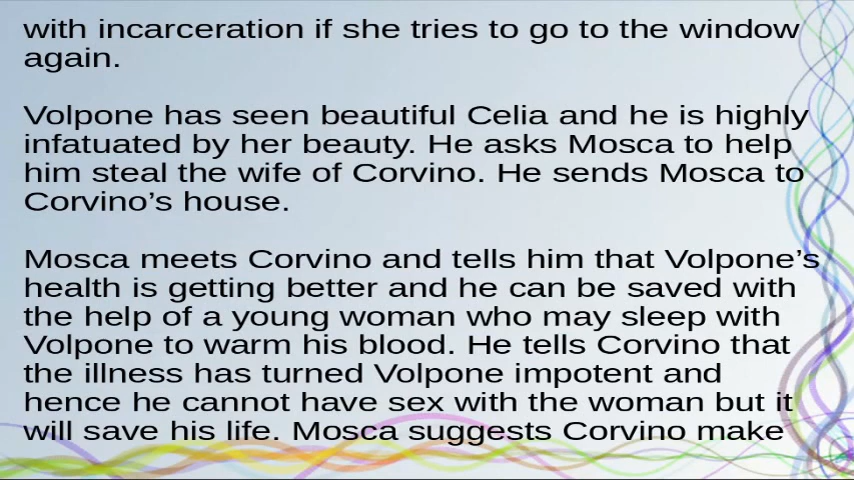 with incarceration if she tries to go to the window
again.
Volpone has seen beautiful Celia and he is highly
infatuated by her beauty. He asks Mosca to help
him steal the wife of Corvino. He sends Mosca to
Corvino’s house.
Mosca meets Corvino and tells him that Volpone’s
health is getting better and he can be saved with
the help of a young woman who may sleep with
Volpone to warm his blood. He tells Corvino that
the illness has turned Volpone impotent and
hence he cannot have sex with the woman but it
will save his life. Mosca suggests Corvino make